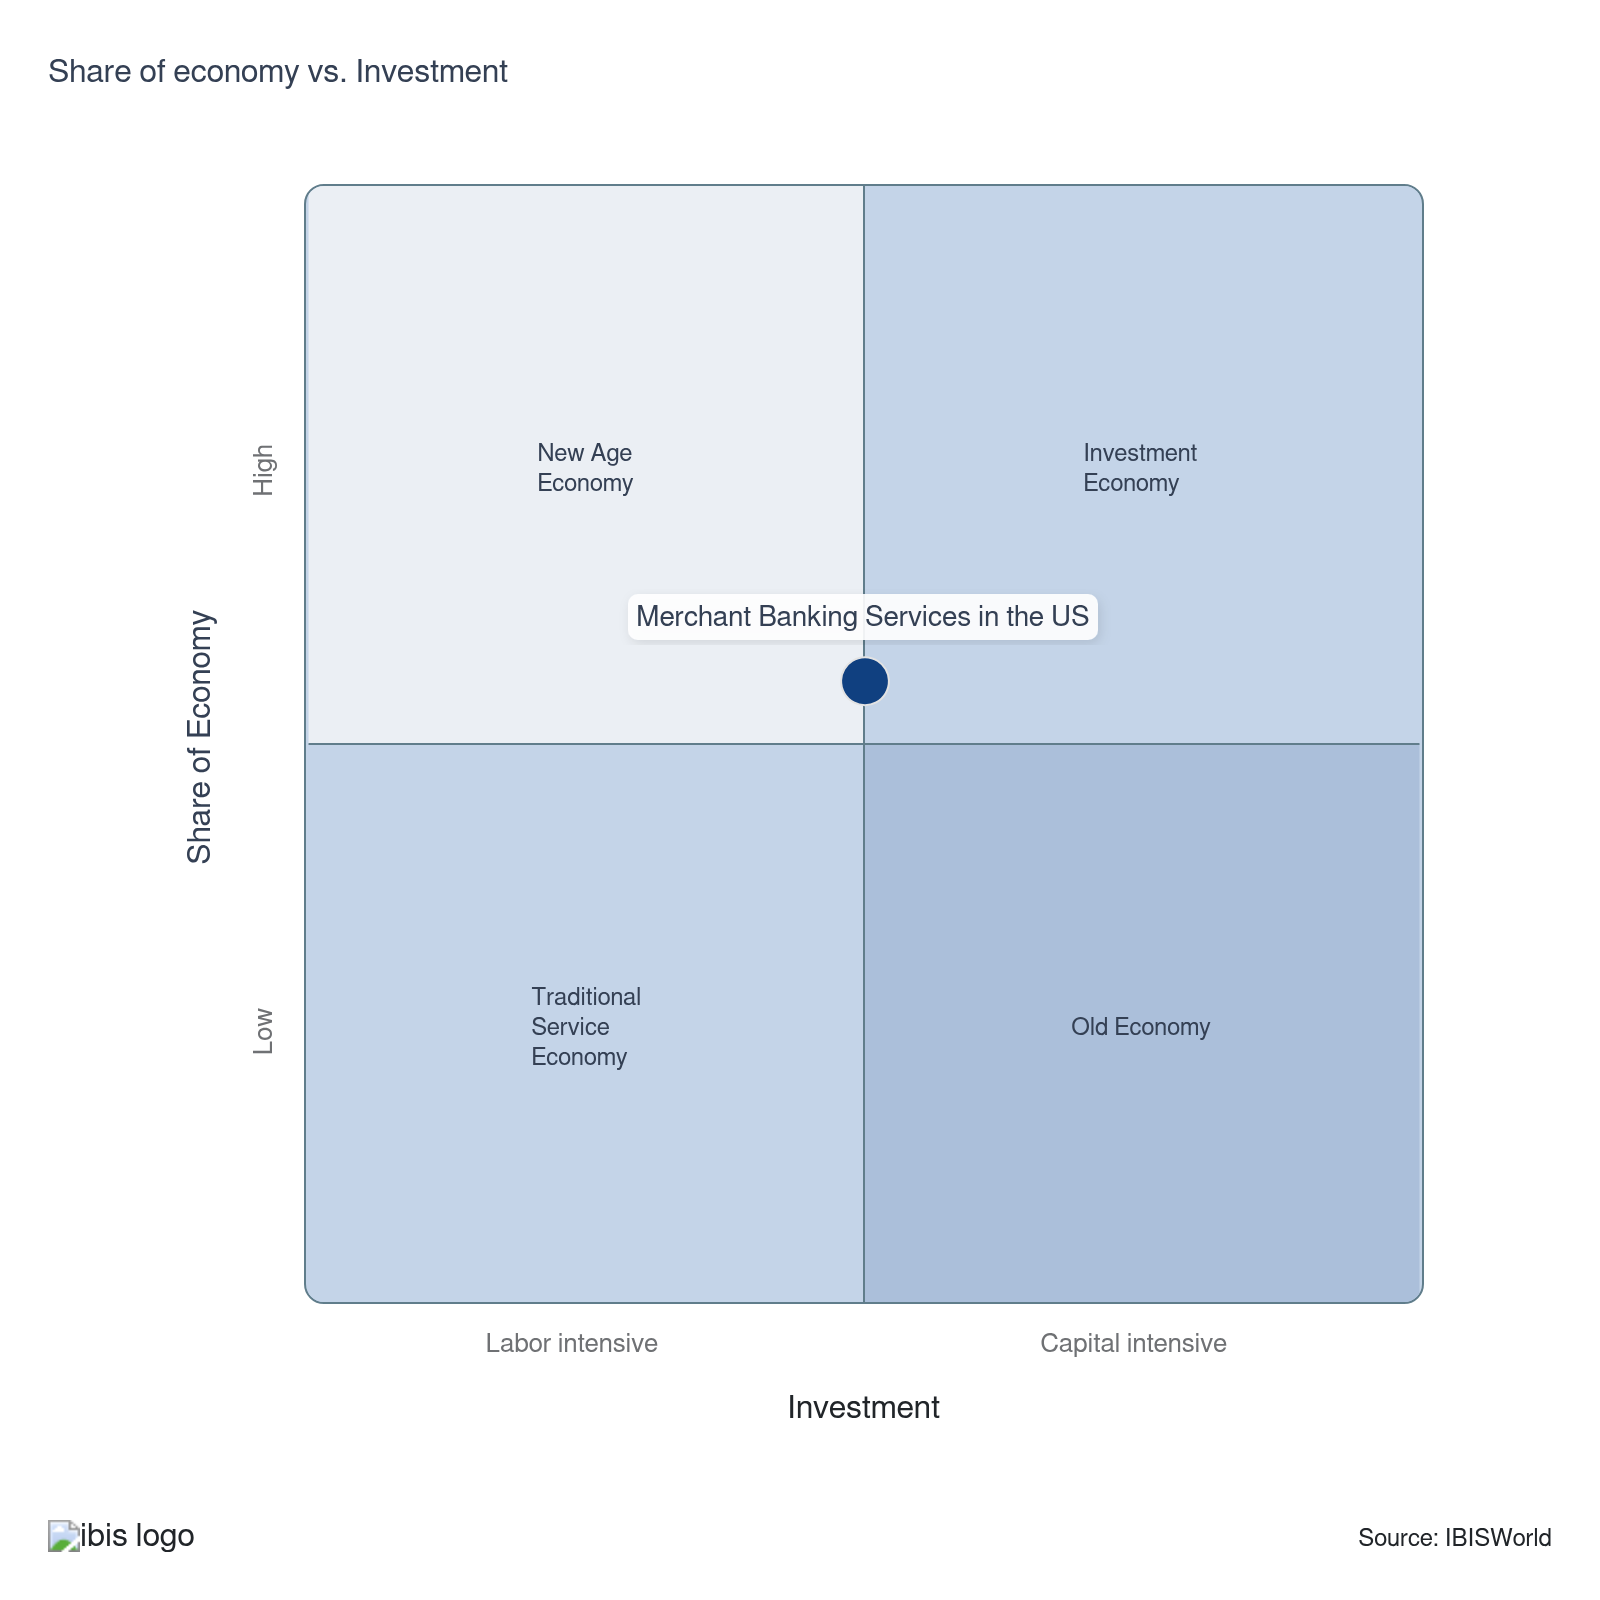 Share of economy vs. Investment
New Age
Economy
Investment
Economy
High
Merchant Banking Services in the US
Share of Economy
Traditional
Service
Economy
Old Economy
Low
Labor intensive
Capital intensive
Investment
ibis logo
Source: IBISWorld